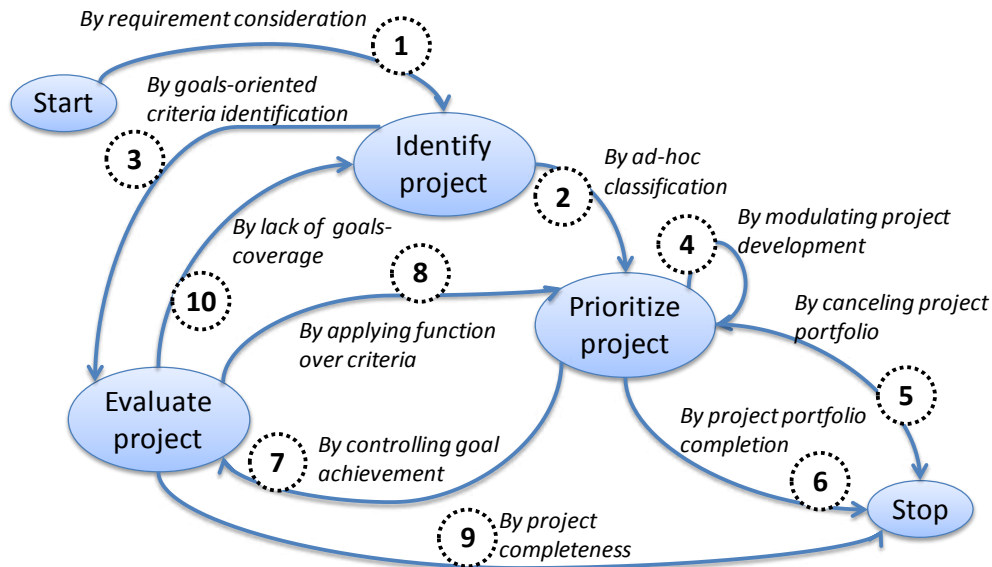 By requirement consideration
1
Start
By goals-oriented
criteria identification
3
Identify
project
By ad-hoc
classification
2
By lack of goals-
coverage
10
4
By modulating project
development
8
Prioritize
project
By applying function
over criteria
By canceling project
portfolio
5
Evaluate
project
By controlling goal
achievement
7
By project portfolio
completion
6
Stop
By project
completeness
9